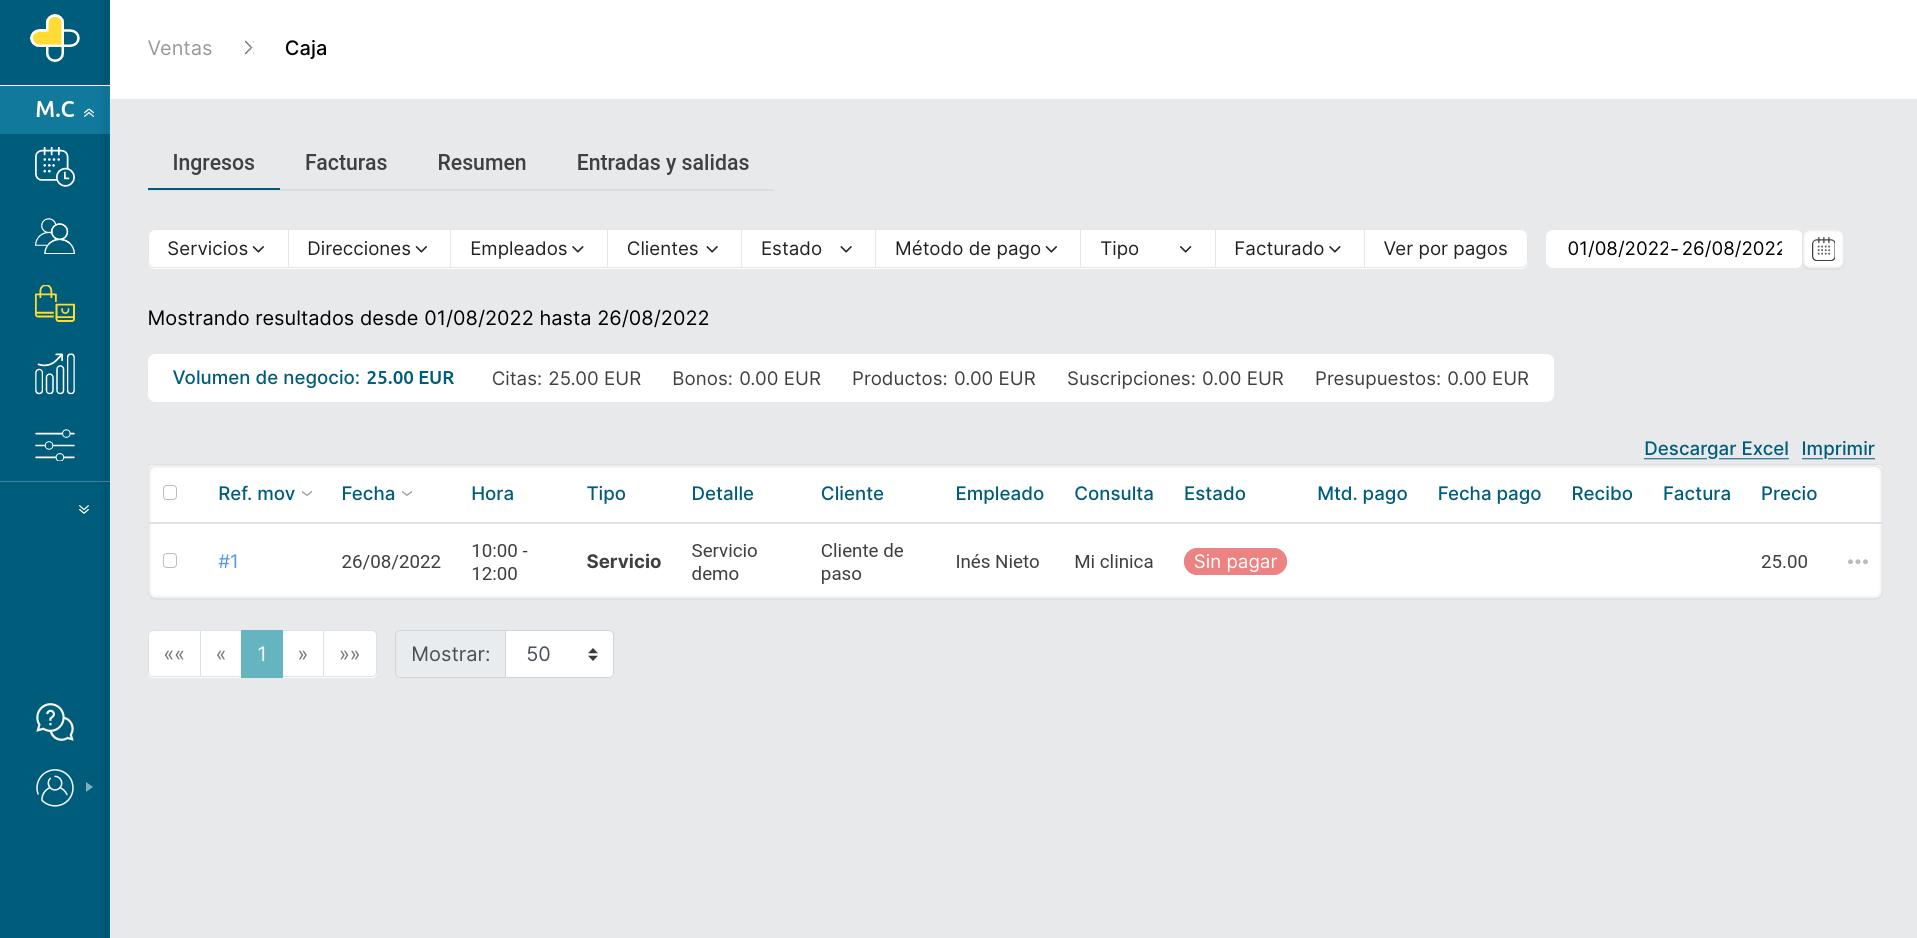 Ventas Caja
M.C
Ingresos Facturas Resumen Entradas y salidas
Servicios Direcciones Empleados Clientes Estado Método de pago Tipo Facturado Ver por pagos 01/08/2022- 26/08/2022
Mostrando resultados desde 01/08/2022 hasta 26/08/2022
Volumen de negocio: 25.00 EUR Citas: 25.00 EUR Bonos: 0.00 EUR Productos: 0.00 EUR Suscripciones: 0.00 EUR Presupuestos: 0.00 EUR
Descargar Excel Imprimir
Ref. mov Fecha Hora Tipo Detalle Cliente Empleado Consulta Estado Mtd. pago Fecha pago Recibo Factura Precio
#1 26/08/2022 10:00 - 12:00 Servicio Servicio demo Cliente de paso Inés Nieto Mi clinica Sin pagar 25.00
«« « 1 » »» Mostrar: 50